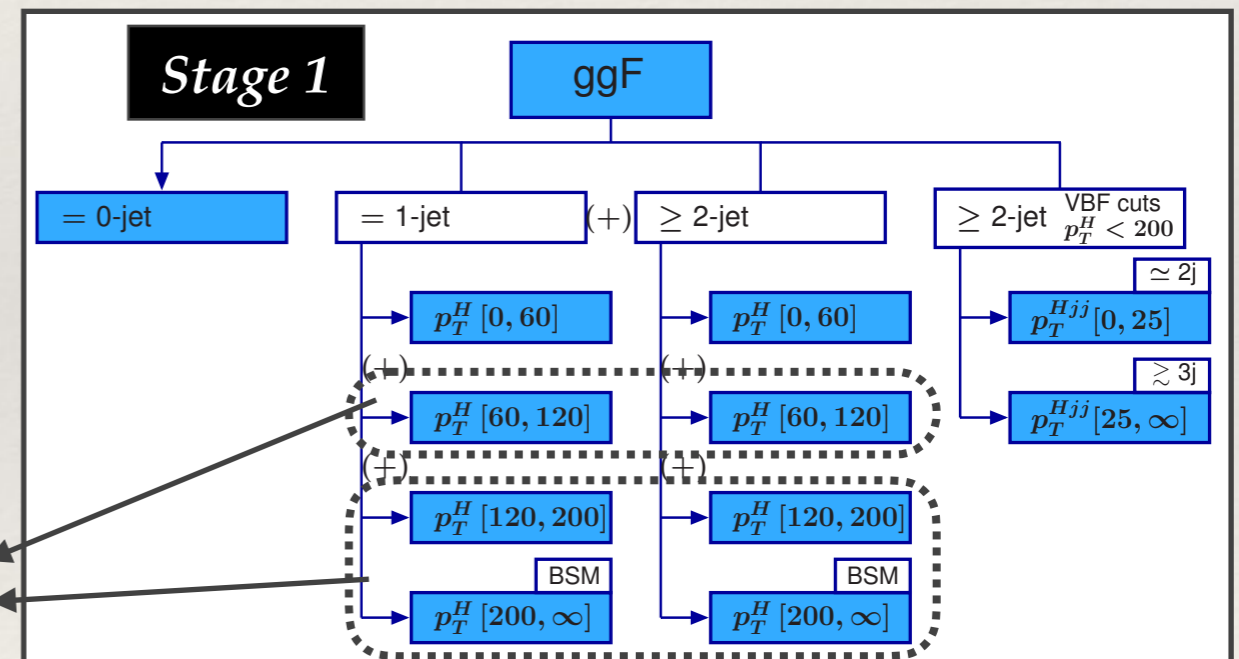 Stage 1
ggF
= 0-jet
= 1-jet
(+)
≥ 2-jet
≥ 2-jet VBF cuts
p_T^H < 200
≃ 2j
p_T^H [0, 60]
p_T^H [0, 60]
p_T^{Hjj} [0, 25]
(+)
(+)
≳ 3j
p_T^H [60, 120]
p_T^H [60, 120]
p_T^{Hjj} [25, ∞]
(+)
(+)
p_T^H [120, 200]
p_T^H [120, 200]
BSM
BSM
p_T^H [200, ∞]
p_T^H [200, ∞]